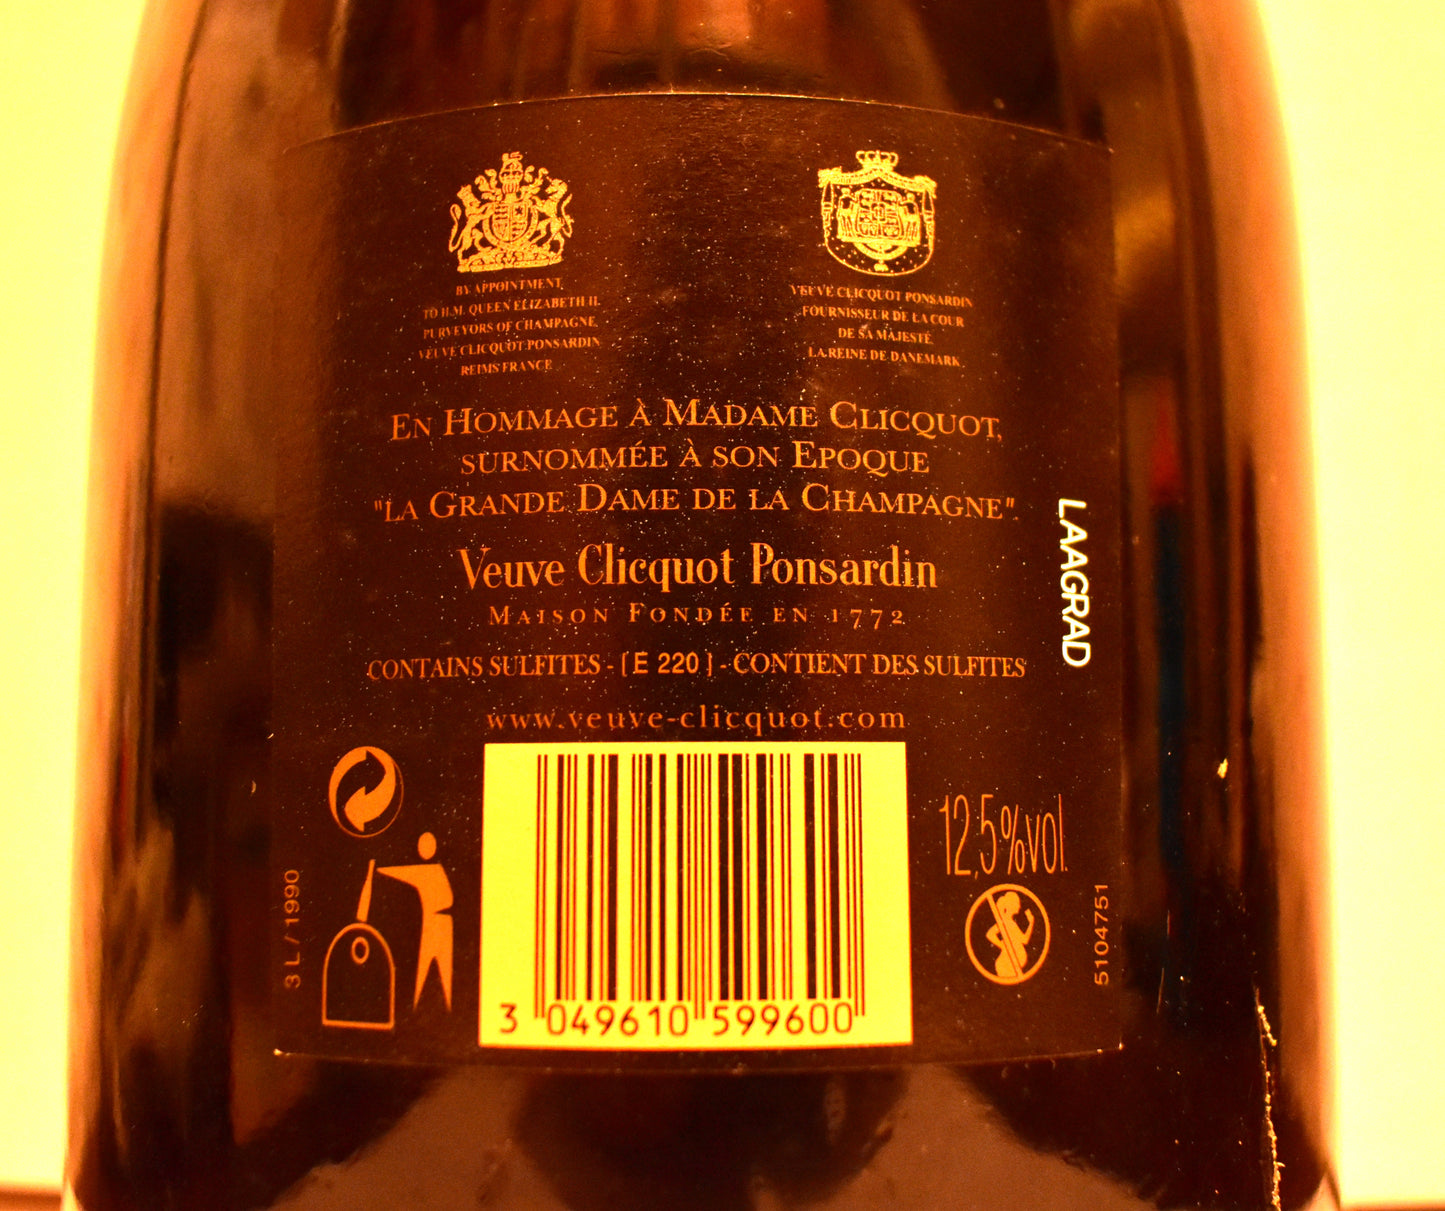 BY APPOINTMENT
TO H.M. QUEEN ELIZABETH II
PURVEYORS OF CHAMPAGNE
VEUVE CLICQUOT PONSARDIN
REIMS FRANCE
VEUVE CLICQUOT PONSARDIN
FOURNISSEUR DE LA COUR
DE SA MAJESTÉ
LA REINE DE DANEMARK
EN HOMMAGE À MADAME CLICQUOT,
SURNOMMÉE À SON EPOQUE
"LA GRANDE DAME DE LA CHAMPAGNE".
Veuve Clicquot Ponsardin
MAISON FONDÉE EN 1772
CONTAINS SULFITES - [ E 220 ] - CONTIENT DES SULFITES
www.veuve-clicquot.com
LAAGRAD
3 L / 1990
12,5%vol.
5104751
3 049610 599600